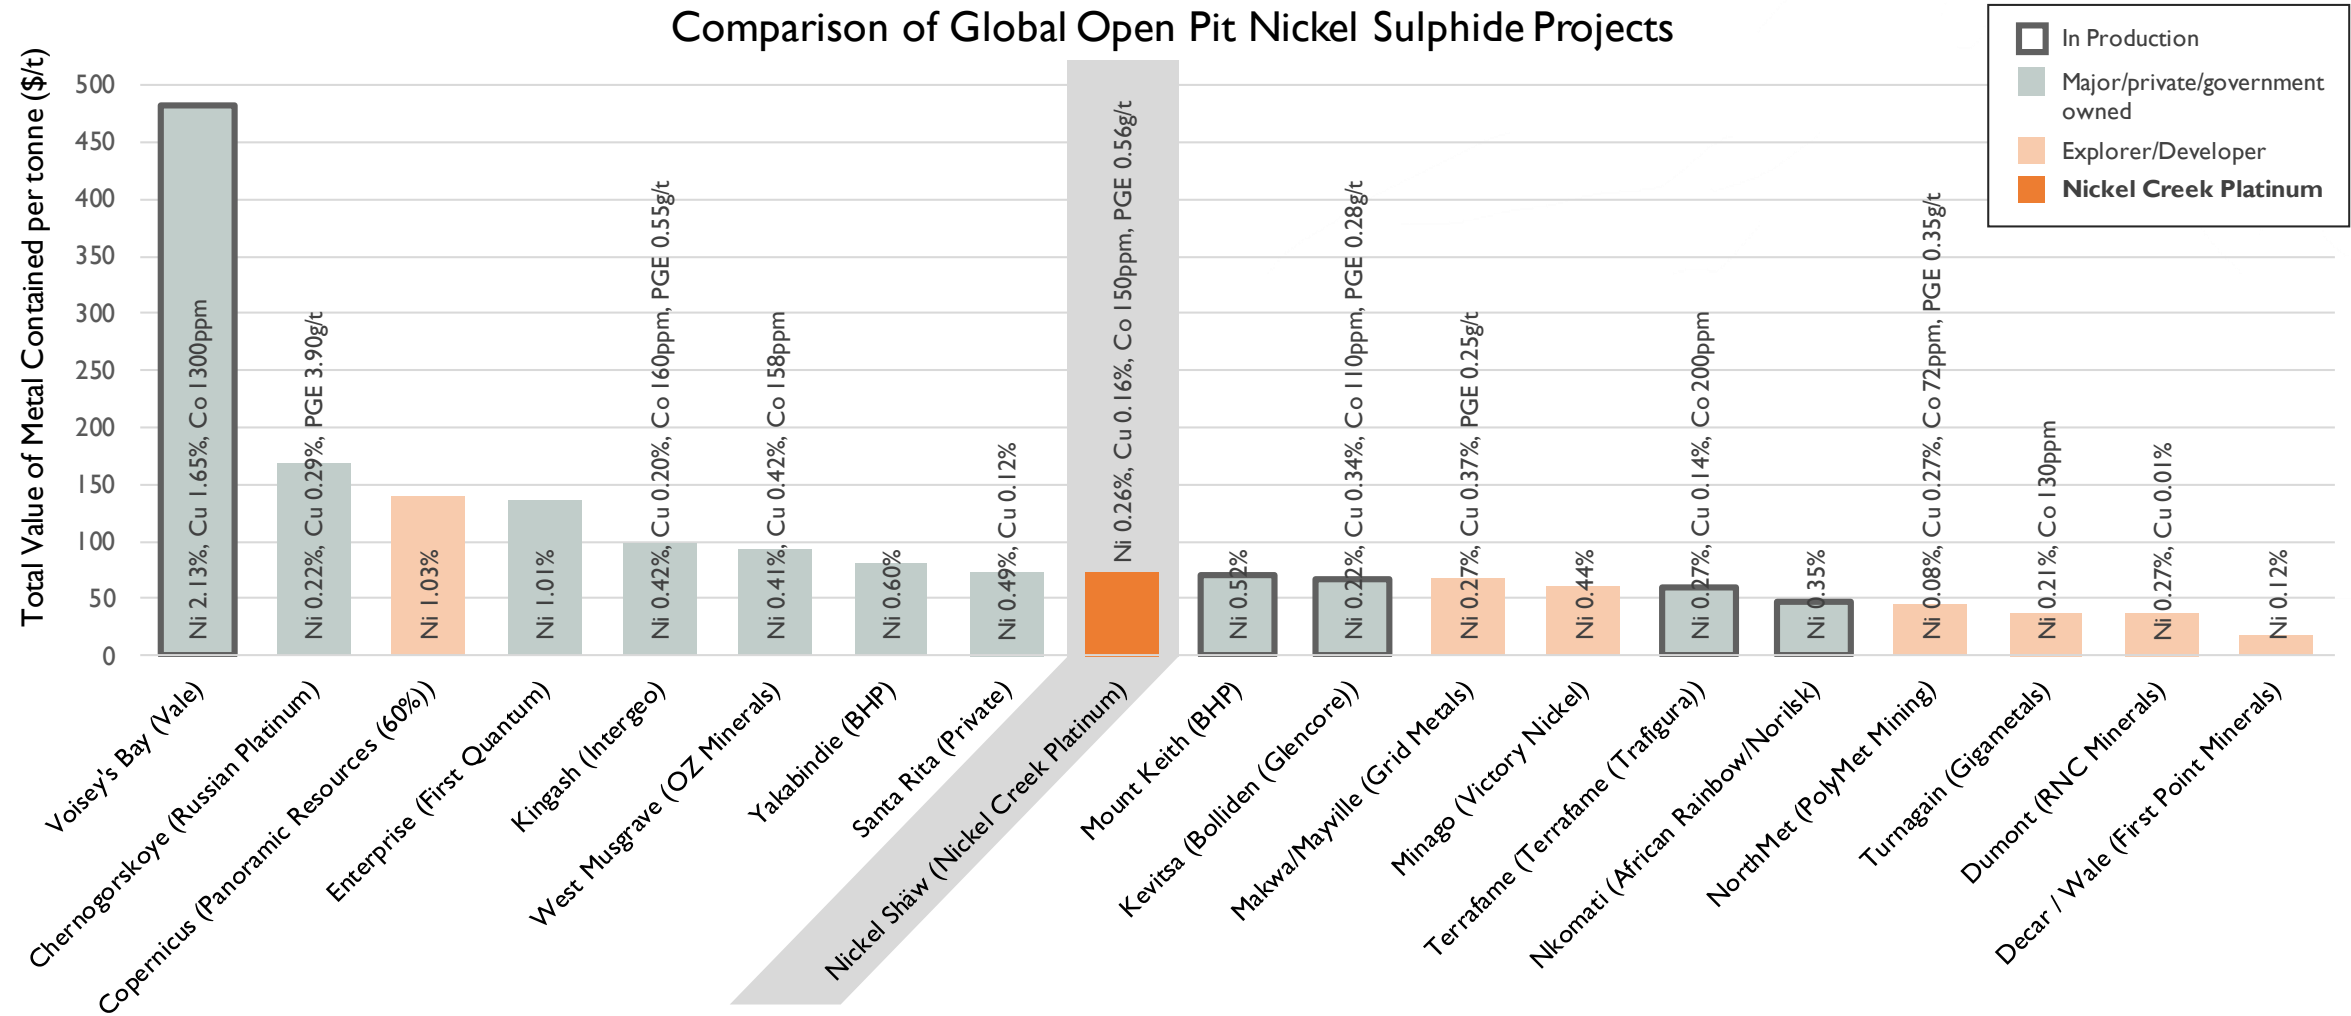 Comparison of Global Open Pit Nickel Sulphide Projects
In Production
Major/private/government
owned
Explorer/Developer
Nickel Creek Platinum
Total Value of Metal Contained per tonne ($/t)
500
450
400
350
300
250
200
150
100
50
0
Ni 2.13%, Cu 1.65%, Co 1300ppm
Ni 0.22%, Cu 0.29%, PGE 3.90g/t
Ni 1.03%
Ni 1.01%
Ni 0.42%, Cu 0.20%, Co 160ppm, PGE 0.55g/t
Ni 0.41%, Cu 0.42%, Co 158ppm
Ni 0.60%
Ni 0.49%, Cu 0.12%
Ni 0.26%, Cu 0.16%, Co 150ppm, PGE 0.56g/t
Ni 0.52%
Ni 0.22%, Cu 0.34%, Co 110ppm, PGE 0.28g/t
Ni 0.27%, Cu 0.37%, PGE 0.25g/t
Ni 0.44%
Ni 0.27%, Cu 0.14%, Co 200ppm
Ni 0.35%
Ni 0.08%, Cu 0.27%, Co 72ppm, PGE 0.35g/t
Ni 0.21%, Co 130ppm
Ni 0.27%, Cu 0.01%
Ni 0.12%
Voisey's Bay (Vale)
Chernogorskoye (Russian Platinum)
Copernicus (Panoramic Resources (60%))
Enterprise (First Quantum)
Kingash (Intergeo)
West Musgrave (OZ Minerals)
Yakabindie (BHP)
Santa Rita (Private)
Nickel Shäw (Nickel Creek Platinum)
Mount Keith (BHP)
Kevitsa (Bolliden (Glencore))
Makwa/Mayville (Grid Metals)
Minago (Victory Nickel)
Terrafame (Terrafame (Trafigura))
Nkomati (African Rainbow/Norilsk)
NorthMet (PolyMet Mining)
Turnagain (Gigametals)
Dumont (RNC Minerals)
Decar / Wale (First Point Minerals)